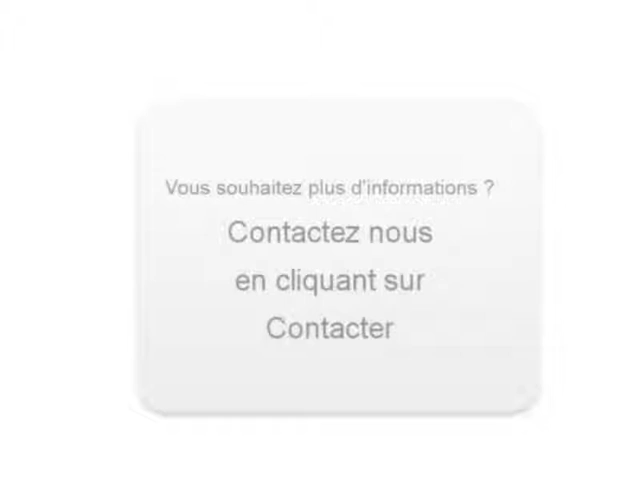 Vous souhaitez plus d'informations ?
Contactez nous
en cliquant sur
Contacter